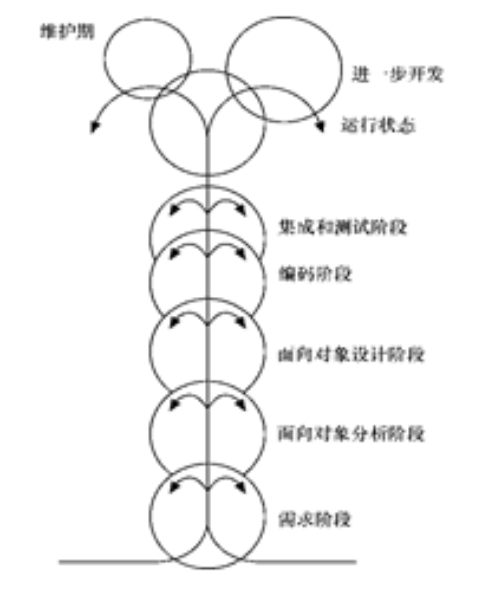 维护期
进一步开发
运行状态
集成和测试阶段
编码阶段
面向对象设计阶段
面向对象分析阶段
需求阶段